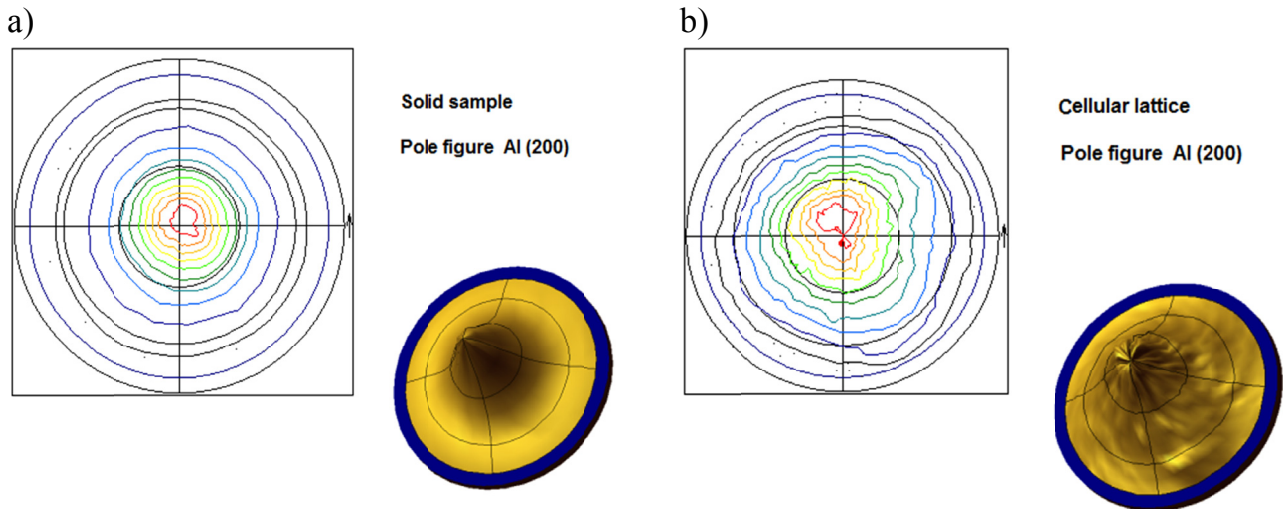 a)
Solid sample
Pole figure Al (200)
b)
Cellular lattice
Pole figure Al (200)